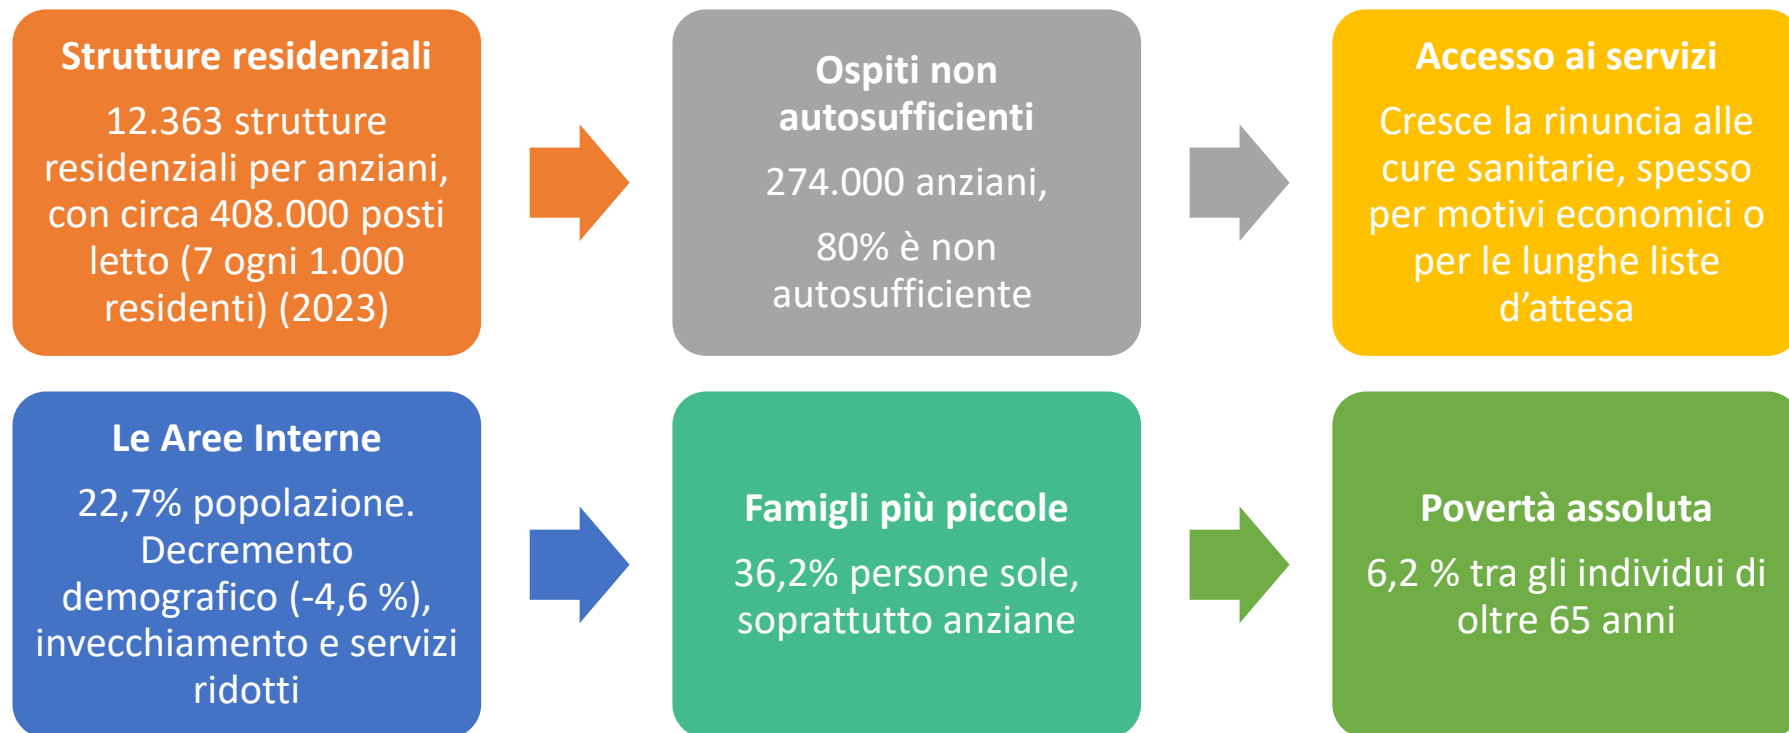 Strutture residenziali
12.363 strutture
residenziali per anziani,
con circa 408.000 posti
letto (7 ogni 1.000
residenti) (2023)
Ospiti non
autosufficienti
274.000 anziani,
80% è non
autosufficiente
Accesso ai servizi
Cresce la rinuncia alle
cure sanitarie, spesso
per motivi economici o
per le lunghe liste
d’attesa
Le Aree Interne
22,7% popolazione.
Decremento
demografico (-4,6 %),
invecchiamento e servizi
ridotti
Famigli più piccole
36,2% persone sole,
soprattutto anziane
Povertà assoluta
6,2 % tra gli individui di
oltre 65 anni